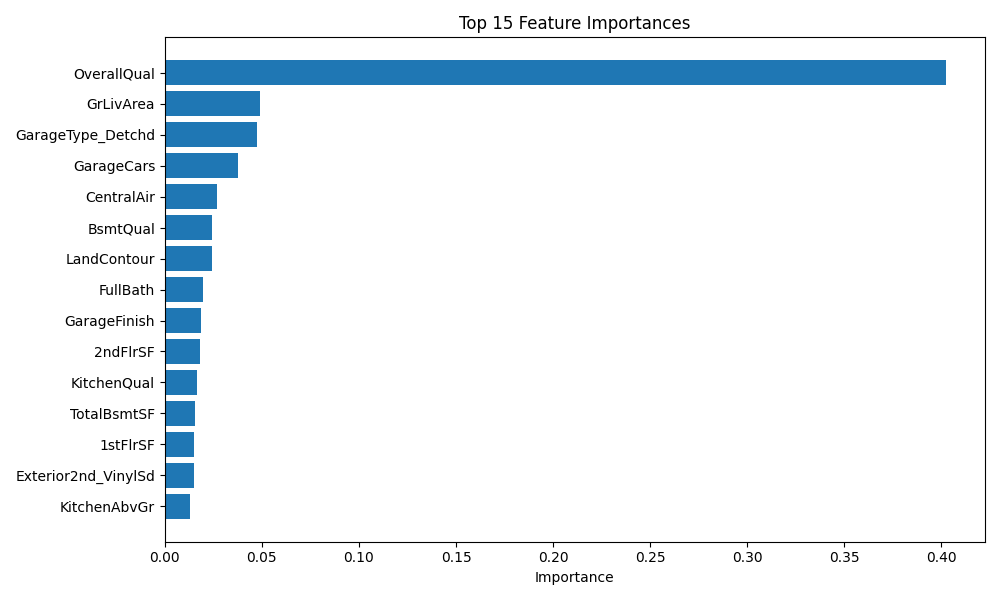 Top 15 Feature Importances
OverallQual
GrLivArea
GarageType_Detchd
GarageCars
CentralAir
BsmtQual
LandContour
FullBath
GarageFinish
2ndFlrSF
KitchenQual
TotalBsmtSF
1stFlrSF
Exterior2nd_VinylSd
KitchenAbvGr
0.00 0.05 0.10 0.15 0.20 0.25 0.30 0.35 0.40
Importance